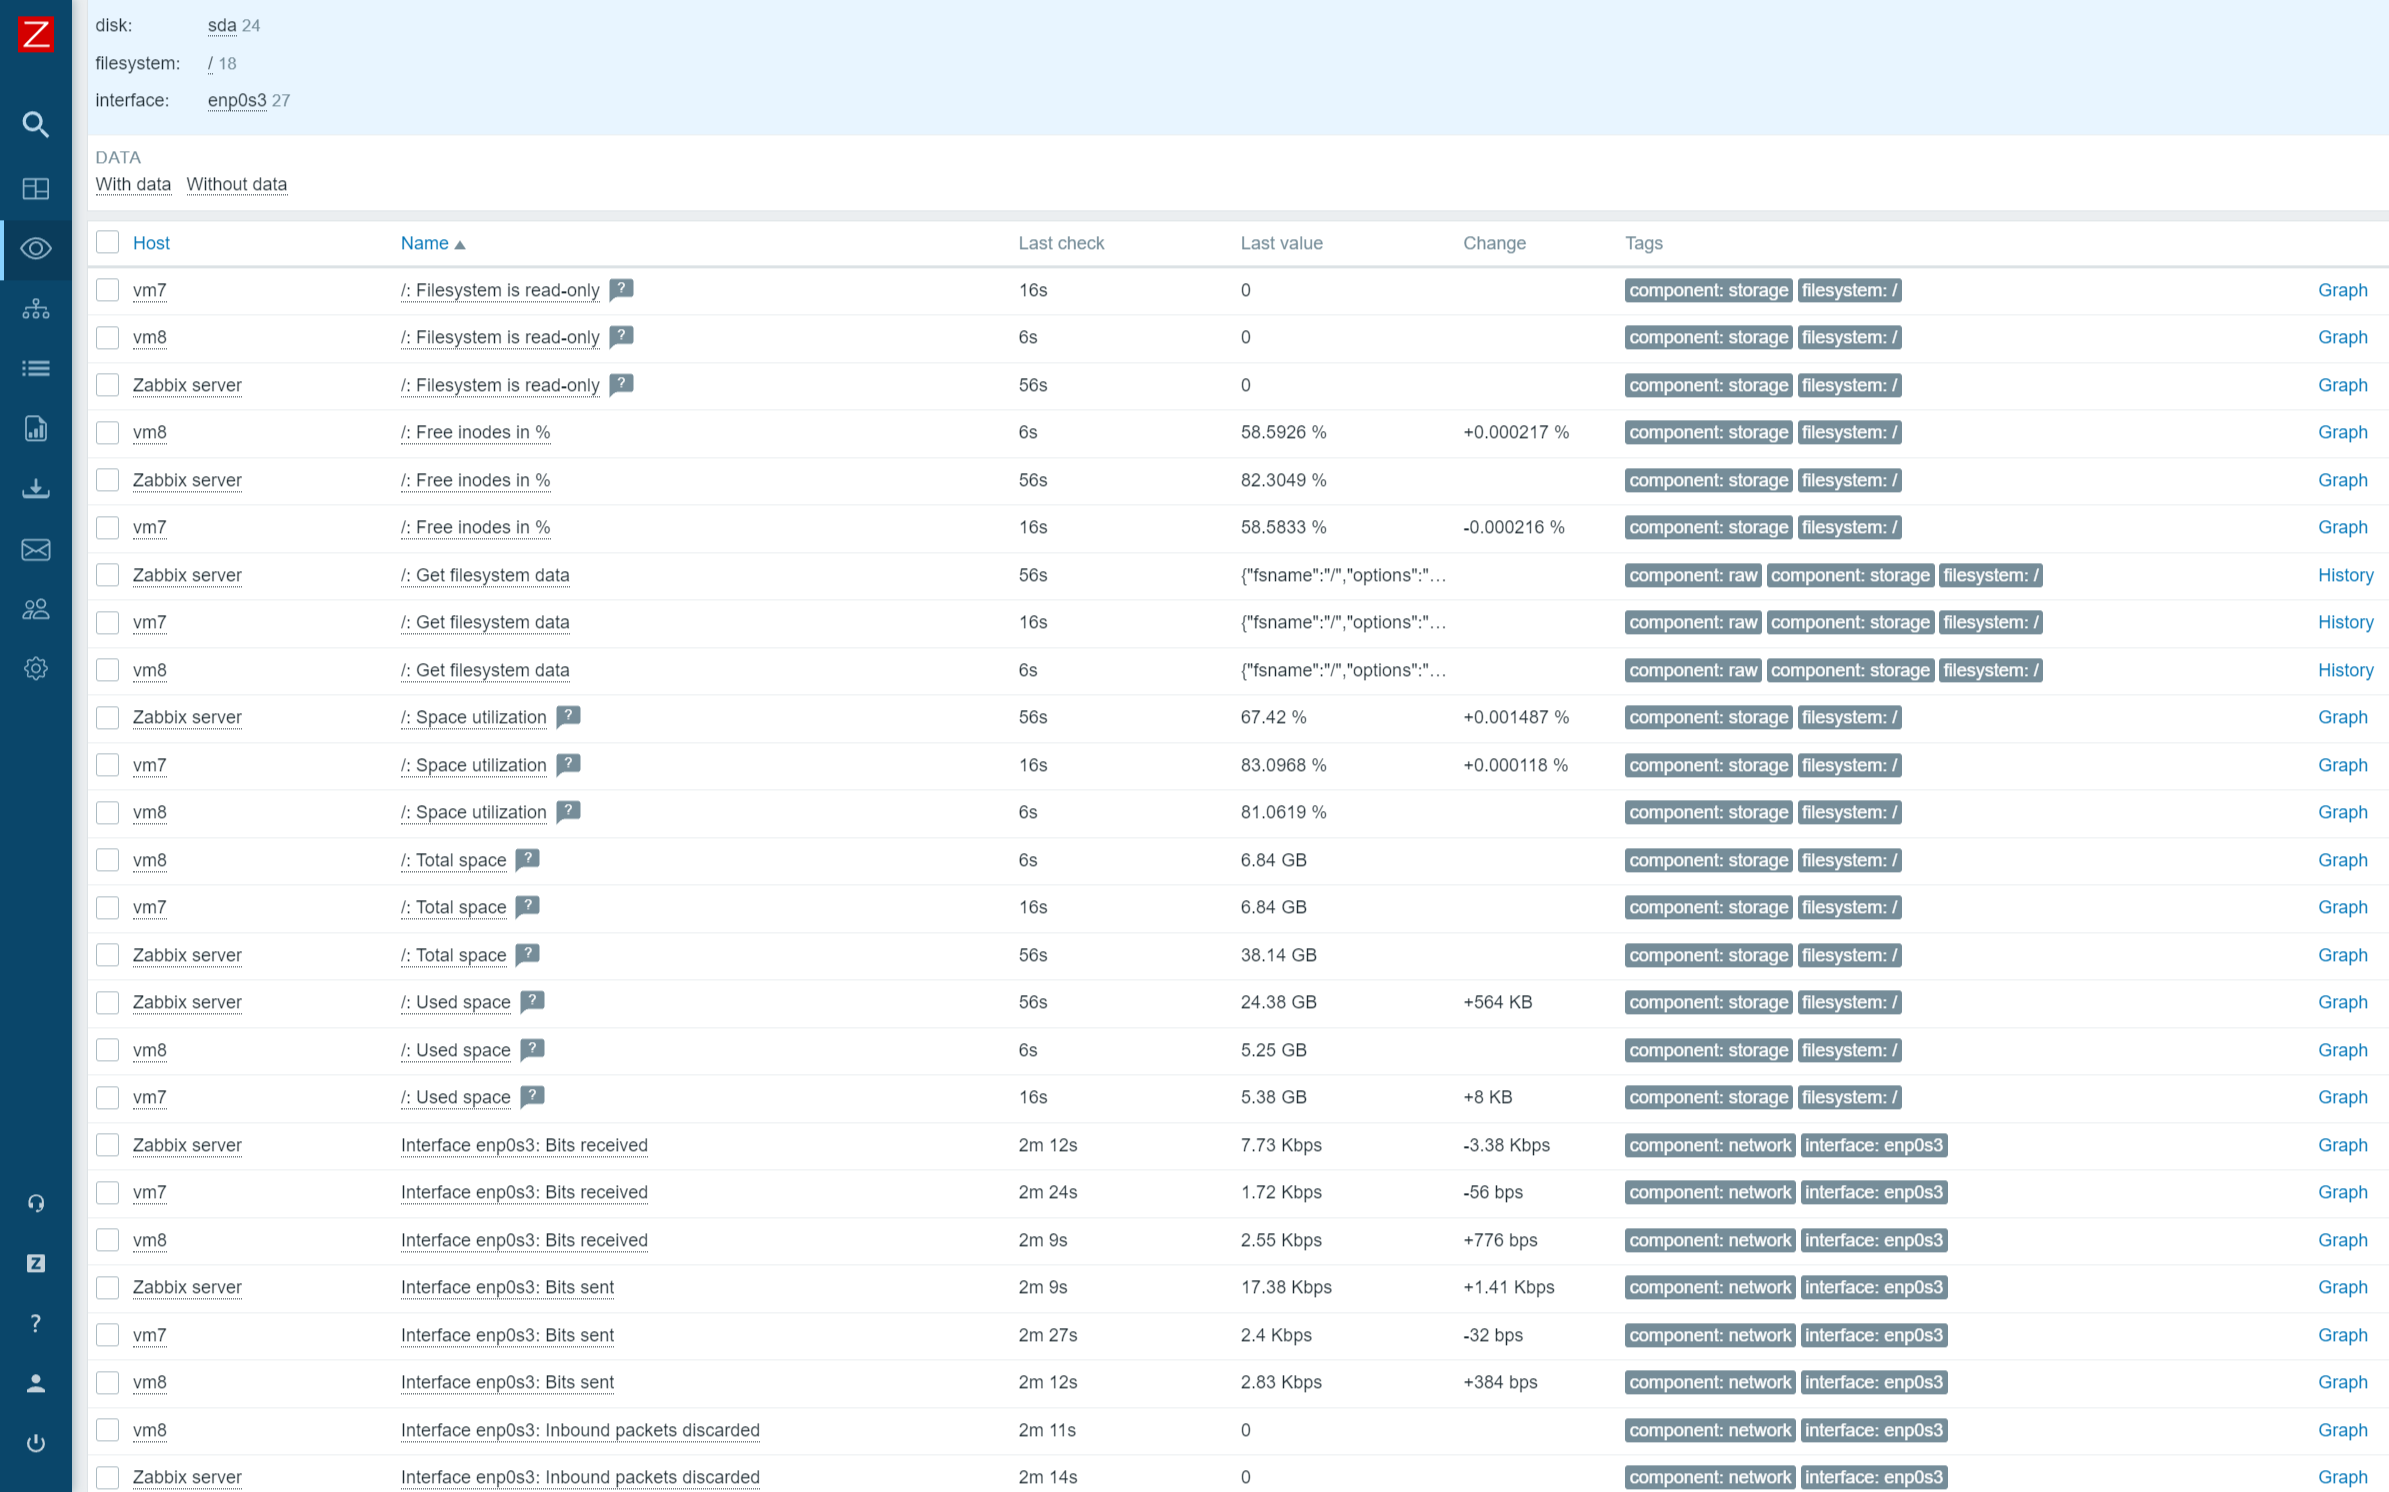 Z
disk: sda 24
filesystem: / 18
interface: enp0s3 27
DATA
With data Without data
Host Name Last check Last value Change Tags
vm7 /: Filesystem is read-only ? 16s 0 component: storage filesystem: / Graph
vm8 /: Filesystem is read-only ? 6s 0 component: storage filesystem: / Graph
Zabbix server /: Filesystem is read-only ? 56s 0 component: storage filesystem: / Graph
vm8 /: Free inodes in % 6s 58.5926 % +0.000217 % component: storage filesystem: / Graph
Zabbix server /: Free inodes in % 56s 82.3049 % component: storage filesystem: / Graph
vm7 /: Free inodes in % 16s 58.5833 % -0.000216 % component: storage filesystem: / Graph
Zabbix server /: Get filesystem data 56s {"fsname":"/","options":"... component: raw component: storage filesystem: / History
vm7 /: Get filesystem data 16s {"fsname":"/","options":"... component: raw component: storage filesystem: / History
vm8 /: Get filesystem data 6s {"fsname":"/","options":"... component: raw component: storage filesystem: / History
Zabbix server /: Space utilization ? 56s 67.42 % +0.001487 % component: storage filesystem: / Graph
vm7 /: Space utilization ? 16s 83.0968 % +0.000118 % component: storage filesystem: / Graph
vm8 /: Space utilization ? 6s 81.0619 % component: storage filesystem: / Graph
vm8 /: Total space ? 6s 6.84 GB component: storage filesystem: / Graph
vm7 /: Total space ? 16s 6.84 GB component: storage filesystem: / Graph
Zabbix server /: Total space ? 56s 38.14 GB component: storage filesystem: / Graph
Zabbix server /: Used space ? 56s 24.38 GB +564 KB component: storage filesystem: / Graph
vm8 /: Used space ? 6s 5.25 GB component: storage filesystem: / Graph
vm7 /: Used space ? 16s 5.38 GB +8 KB component: storage filesystem: / Graph
Zabbix server Interface enp0s3: Bits received 2m 12s 7.73 Kbps -3.38 Kbps component: network interface: enp0s3 Graph
vm7 Interface enp0s3: Bits received 2m 24s 1.72 Kbps -56 bps component: network interface: enp0s3 Graph
vm8 Interface enp0s3: Bits received 2m 9s 2.55 Kbps +776 bps component: network interface: enp0s3 Graph
Zabbix server Interface enp0s3: Bits sent 2m 9s 17.38 Kbps +1.41 Kbps component: network interface: enp0s3 Graph
vm7 Interface enp0s3: Bits sent 2m 27s 2.4 Kbps -32 bps component: network interface: enp0s3 Graph
vm8 Interface enp0s3: Bits sent 2m 12s 2.83 Kbps +384 bps component: network interface: enp0s3 Graph
vm8 Interface enp0s3: Inbound packets discarded 2m 11s 0 component: network interface: enp0s3 Graph
Zabbix server Interface enp0s3: Inbound packets discarded 2m 14s 0 component: network interface: enp0s3 Graph
Z
?